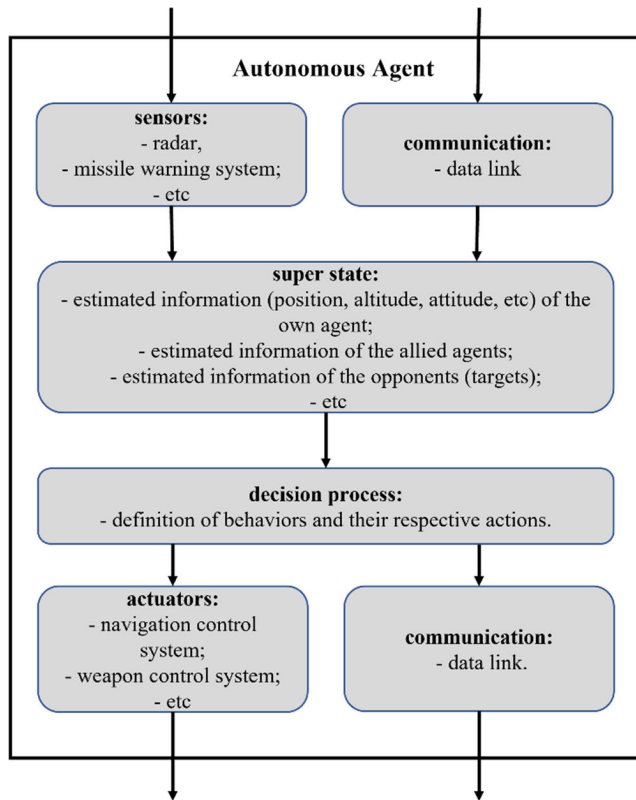 Autonomous Agent
sensors:
- radar,
- missile warning system;
- etc
communication:
- data link
super state:
- estimated information (position, altitude, attitude, etc) of the
own agent;
- estimated information of the allied agents;
- estimated information of the opponents (targets);
- etc
decision process:
- definition of behaviors and their respective actions.
actuators:
- navigation control
system;
- weapon control system;
- etc
communication:
- data link.